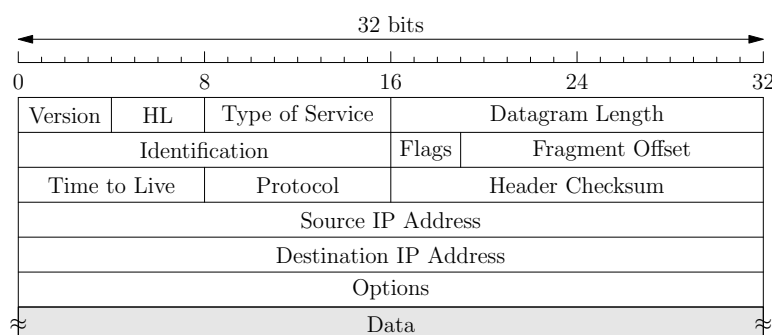 32 bits
0 8 16 24 32
Version HL Type of Service Datagram Length
Identification Flags Fragment Offset
Time to Live Protocol Header Checksum
Source IP Address
Destination IP Address
Options
≈ Data ≈